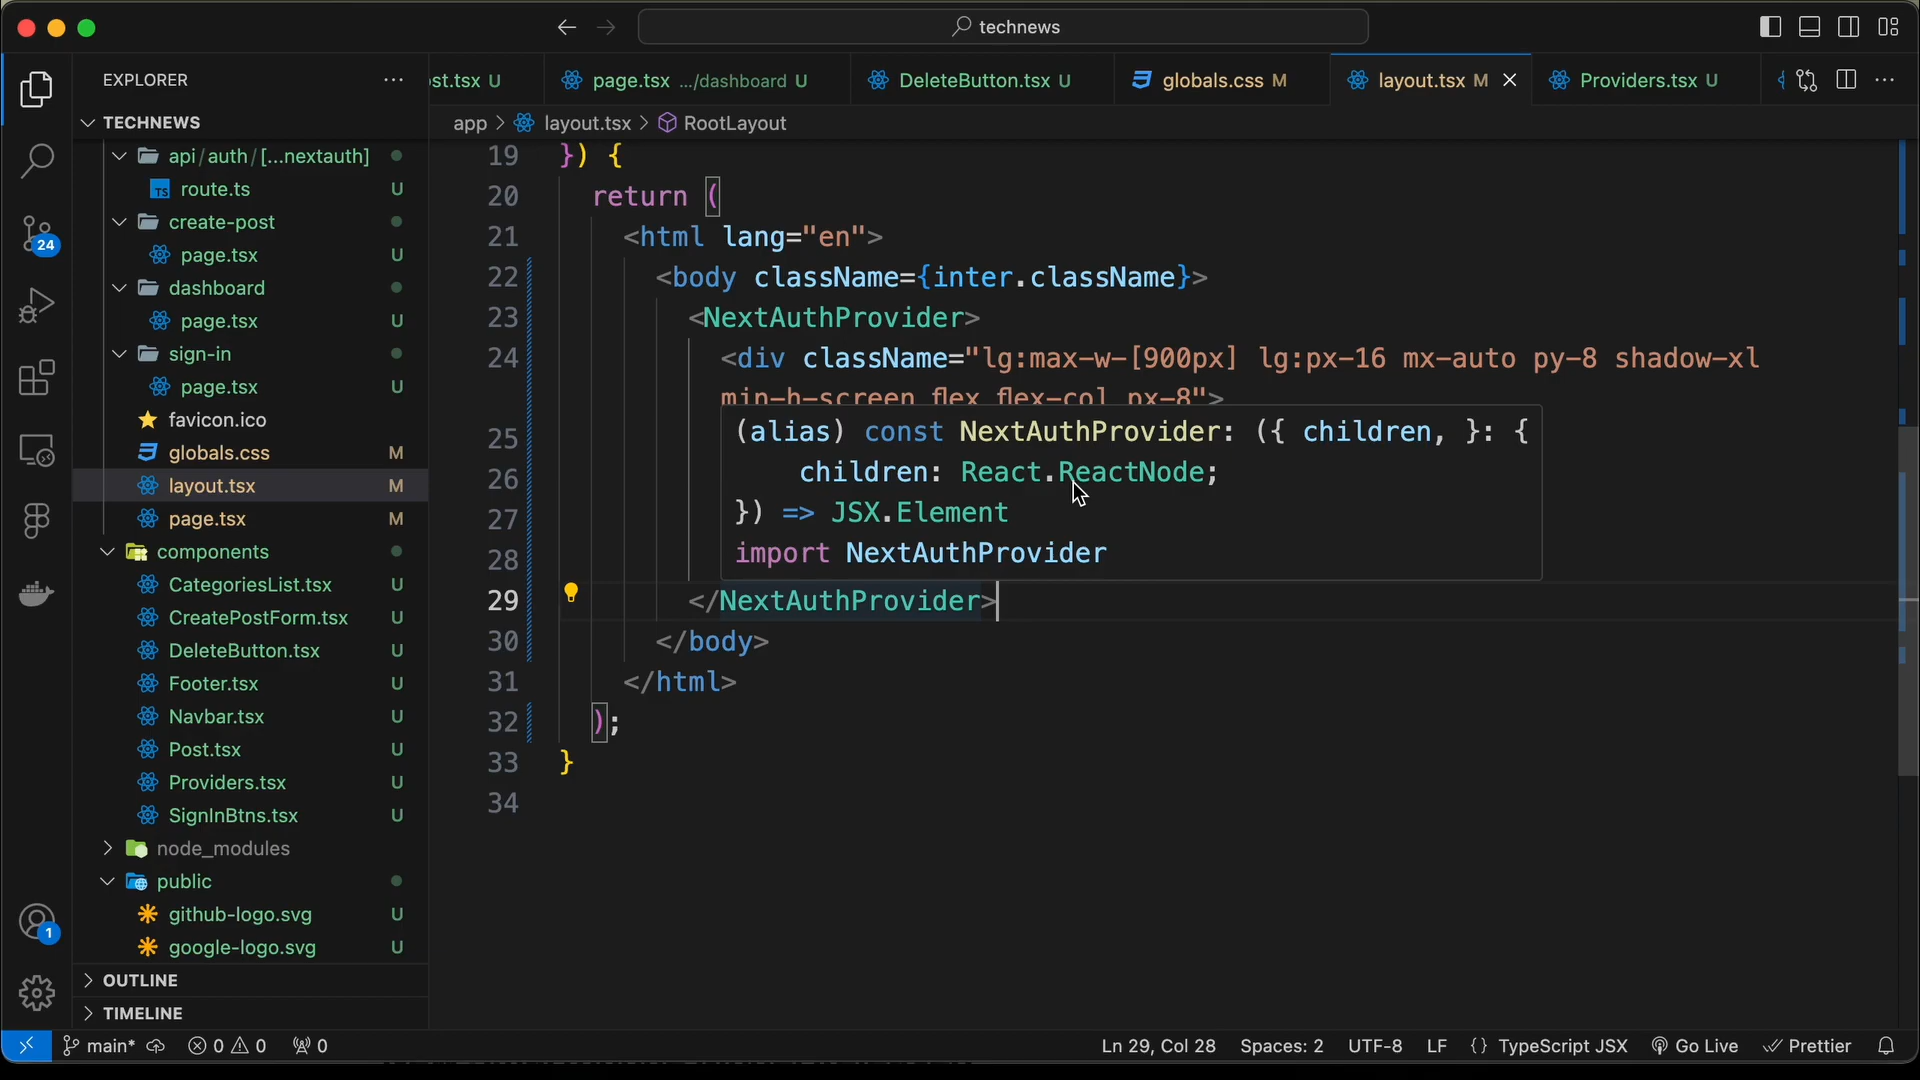 technews
EXPLORER
ost.tsx U
page.tsx .../dashboard U
DeleteButton.tsx U
globals.css M
layout.tsx M
Providers.tsx U
TECHNEWS
app > layout.tsx > RootLayout
api/auth/[...nextauth]
route.ts U
create-post
page.tsx U
dashboard
page.tsx U
sign-in
page.tsx U
favicon.ico
globals.css M
layout.tsx M
page.tsx M
components
CategoriesList.tsx U
CreatePostForm.tsx U
DeleteButton.tsx U
Footer.tsx U
Navbar.tsx U
Post.tsx U
Providers.tsx U
SignInBtns.tsx U
node_modules
public
github-logo.svg U
google-logo.svg U
OUTLINE
TIMELINE
24
1
19 }) {
20 return (
21 <html lang="en">
22 <body className={inter.className}>
23 <NextAuthProvider>
24 <div className="lg:max-w-[900px] lg:px-16 mx-auto py-8 shadow-xl
min-h-screen flex flex-col px-8">
25
26
27
28
(alias) const NextAuthProvider: ({ children, }: {
children: React.ReactNode;
}) => JSX.Element
import NextAuthProvider
29 </NextAuthProvider>
30 </body>
31 </html>
32 );
33 }
34
main* 0 0 0
Ln 29, Col 28 Spaces: 2 UTF-8 LF {} TypeScript JSX Go Live Prettier